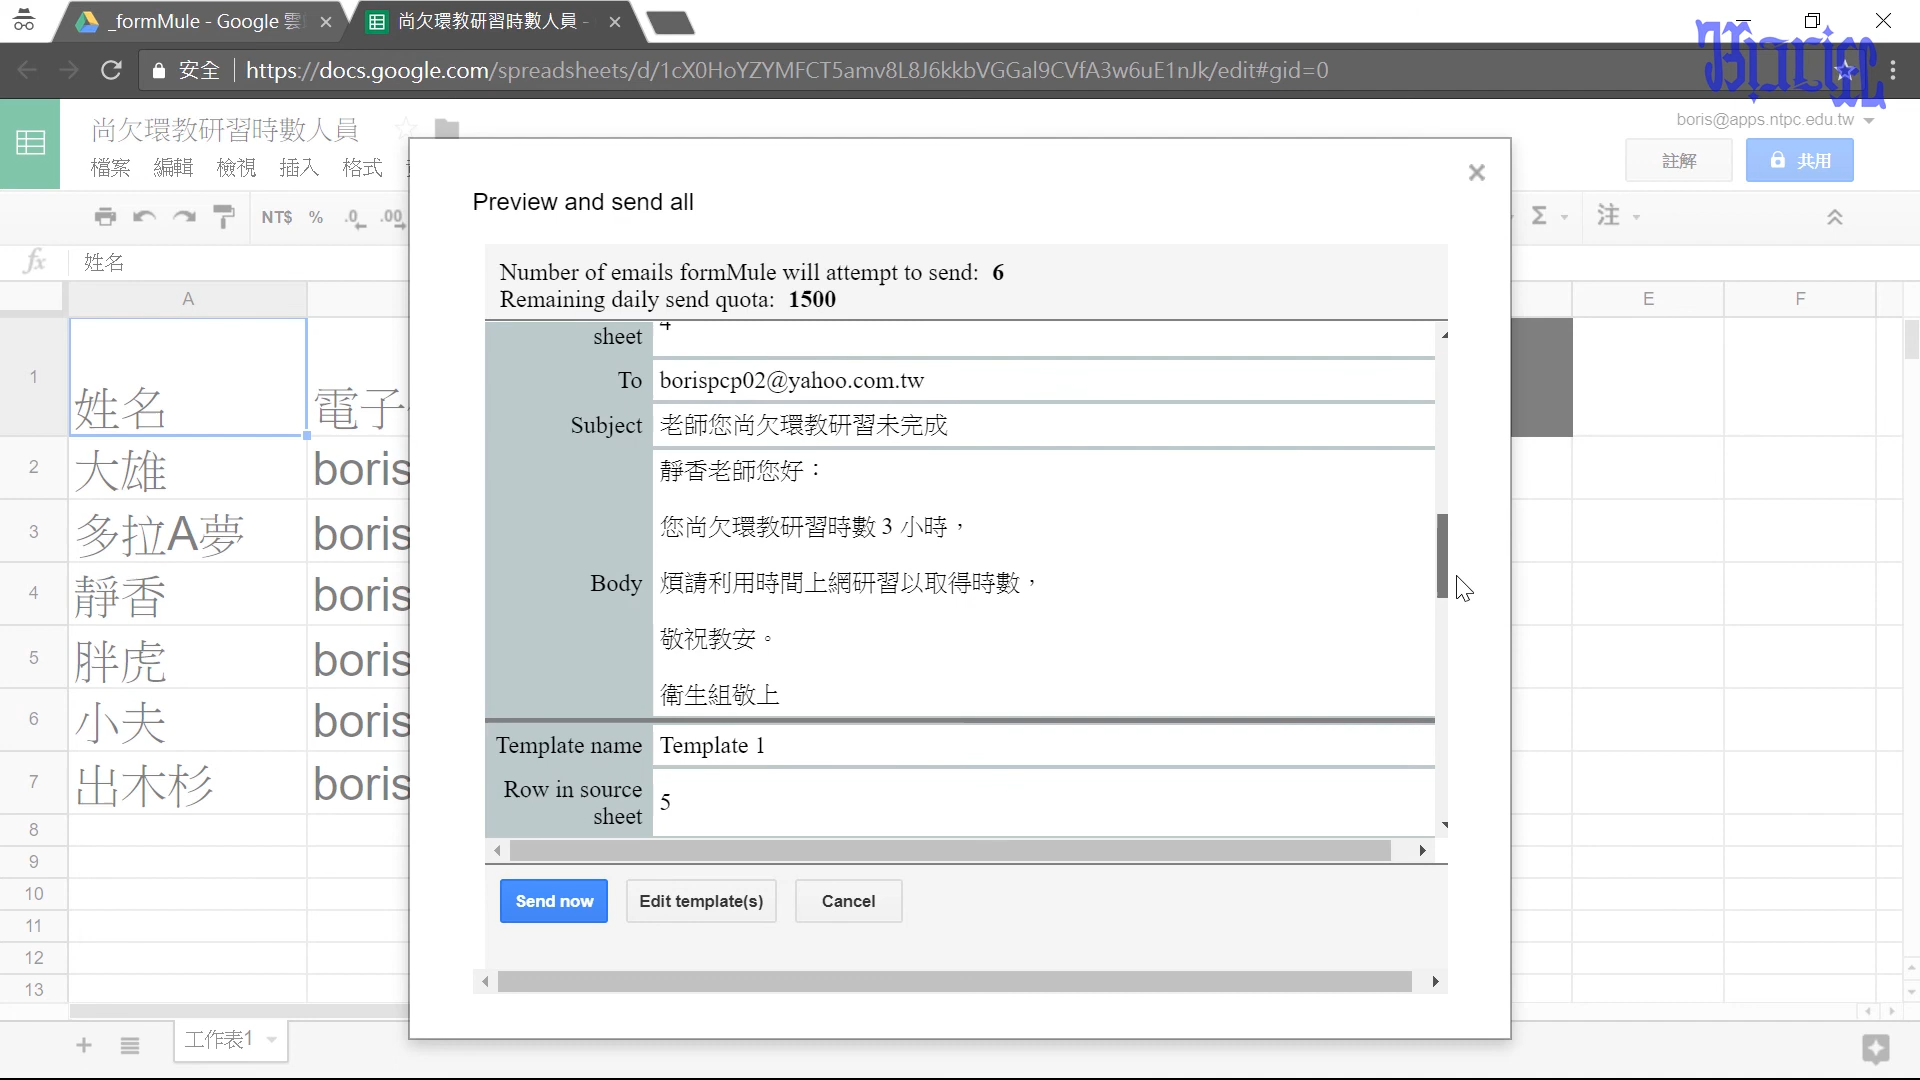 _formMule - Google 雲
尚欠環教研習時數人員 -
安全
https://docs.google.com/spreadsheets/d/1cX0HoYZYMFCT5amv8L8J6kkbVGGal9CVfA3w6uE1nJk/edit#gid=0
尚欠環教研習時數人員
boris@apps.ntpc.edu.tw
檔案 編輯 檢視 插入 格式
註解
共用
NT$ % .0 .00
Σ 注
fx 姓名
A E F
1 姓名 電子
2 大雄 boris
3 多拉A夢 boris
4 靜香 boris
5 胖虎 boris
6 小夫 boris
7 出木杉 boris
8
9
10
11
12
13
工作表1
Preview and send all
Number of emails formMule will attempt to send: 6
Remaining daily send quota: 1500
sheet 4
To borispcp02@yahoo.com.tw
Subject 老師您尚欠環教研習未完成
Body
靜香老師您好：
您尚欠環教研習時數 3 小時，
煩請利用時間上網研習以取得時數，
敬祝教安。
衛生組敬上
Template name Template 1
Row in source sheet 5
Send now Edit template(s) Cancel